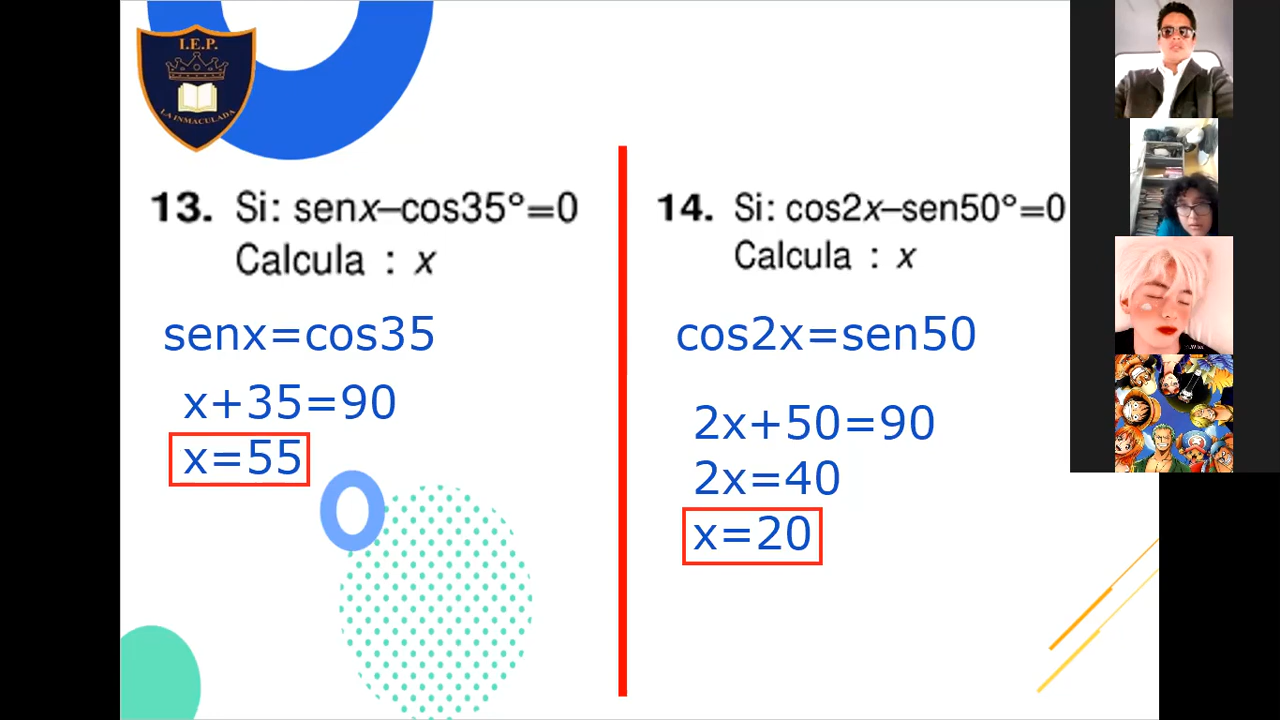 I.E.P.
LA INMACULADA
13. Si: senx–cos35°=0
Calcula : x
senx=cos35
x+35=90
x=55
14. Si: cos2x–sen50°=0
Calcula : x
cos2x=sen50
2x+50=90
2x=40
x=20